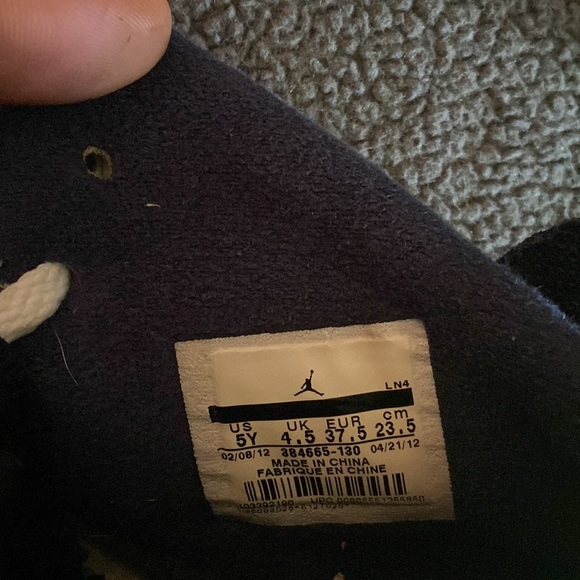 LN4
US UK EUR cm
5Y 4.5 37.5 23.5
02/08/12 384665-130 04/21/12
MADE IN CHINA
FABRIQUE EN CHINE
UPC